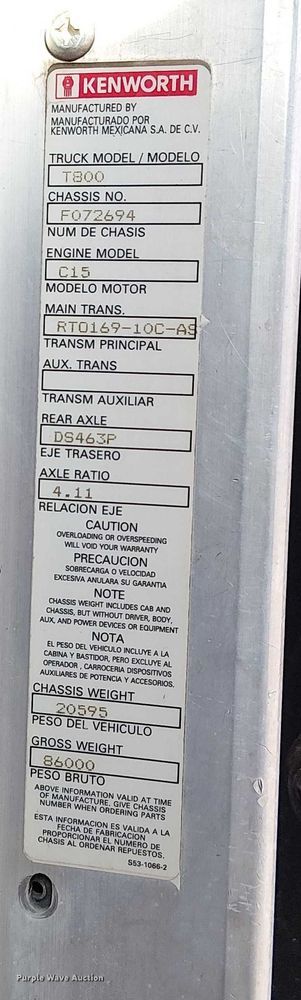 KENWORTH
MANUFACTURED BY
MANUFACTURADO POR
KENWORTH MEXICANA S.A. DE C.V.
TRUCK MODEL / MODELO
T800
CHASSIS NO.
F072694
NUM DE CHASIS
ENGINE MODEL
C15
MODELO MOTOR
MAIN TRANS.
RTO169-10C-AS
TRANSM PRINCIPAL
AUX. TRANS
TRANSM AUXILIAR
REAR AXLE
DS463P
EJE TRASERO
AXLE RATIO
4.11
RELACION EJE
CAUTION
OVERLOADING OR OVERSPEEDING
WILL VOID YOUR WARRANTY
PRECAUCION
SOBRECARGA O VELOCIDAD
EXCESIVA ANULARA SU GARANTIA
NOTE
CHASSIS WEIGHT INCLUDES CAB AND
CHASSIS, BUT WITHOUT DRIVER, BODY,
AUX, AND POWER DEVICES OR EQUIPMENT
NOTA
EL PESO DEL VEHICULO INCLUYE A LA
CABINA Y BASTIDOR, PERO EXCLUYE AL
OPERADOR , CARROCERIA DISPOSITIVOS
AUXILIARES DE POTENCIA Y ACCESORIOS.
CHASSIS WEIGHT
20595
PESO DEL VEHICULO
GROSS WEIGHT
86000
PESO BRUTO
ABOVE INFORMATION VALID AT TIME
OF MANUFACTURE. GIVE CHASSIS
NUMBER WHEN ORDERING PARTS
ESTA INFORMACION ES VALIDA A LA
FECHA DE FABRICACION
PROPORCIONAR EL NUMERO DE
CHASIS AL ORDENAR REPUESTOS.
S53-1066-2
Purple Wave Auction